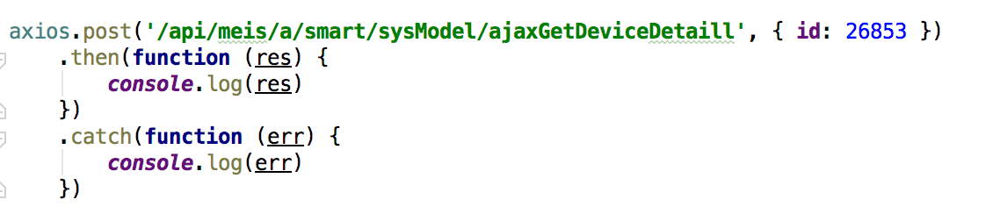 axios.post('/api/meis/a/smart/sysModel/ajaxGetDeviceDetaill', { id: 26853 })
.then(function (res) {
console.log(res)
})
.catch(function (err) {
console.log(err)
})